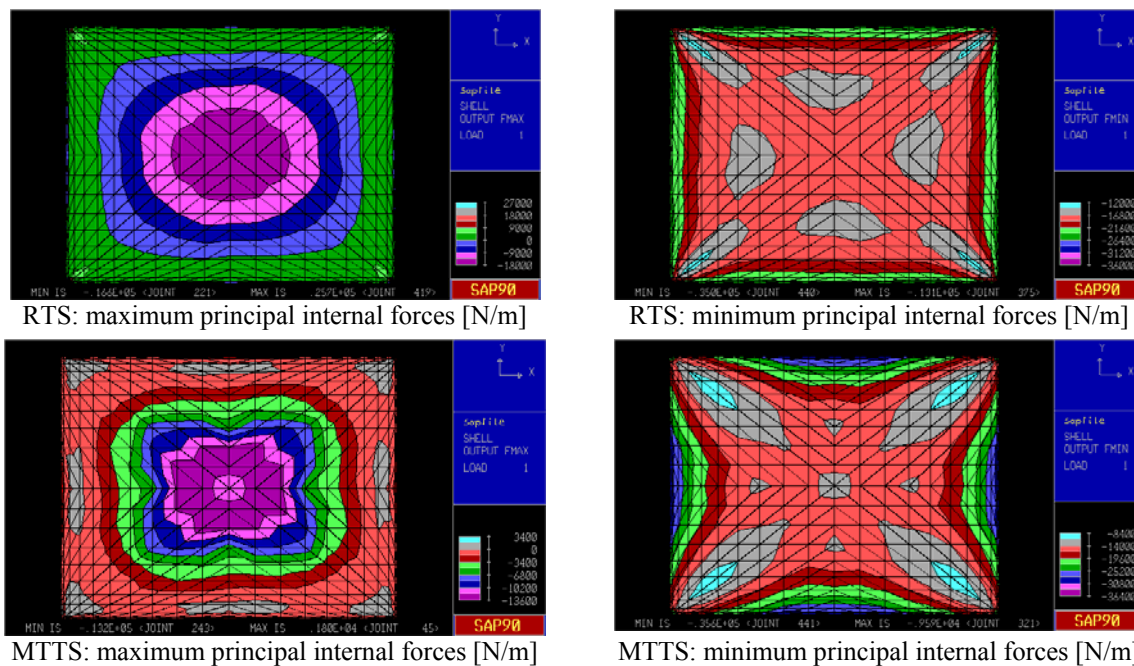 Y
X
Sapfile
SHELL
OUTPUT FMAX
LOAD 1
27000
18000
9000
0
-9000
-18000
MIN IS -.166E+05 <JOINT 221> MAX IS .257E+05 <JOINT 419>
SAP90
RTS: maximum principal internal forces [N/m]
Y
X
Sapfile
SHELL
OUTPUT FMIN
LOAD 1
-12000
-16800
-21600
-26400
-31200
-36000
MIN IS -.350E+05 <JOINT 440> MAX IS -.131E+05 <JOINT 375>
SAP90
RTS: minimum principal internal forces [N/m]
Y
X
Sapfile
SHELL
OUTPUT FMAX
LOAD 1
3400
0
-3400
-6800
-10200
-13600
MIN IS -.132E+05 <JOINT 243> MAX IS .180E+04 <JOINT 45>
SAP90
MTTS: maximum principal internal forces [N/m]
Y
X
Sapfile
SHELL
OUTPUT FMIN
LOAD 1
-8400
-14000
-19600
-25200
-30800
-36400
MIN IS -.356E+05 <JOINT 441> MAX IS -.959E+04 <JOINT 321>
SAP90
MTTS: minimum principal internal forces [N/m